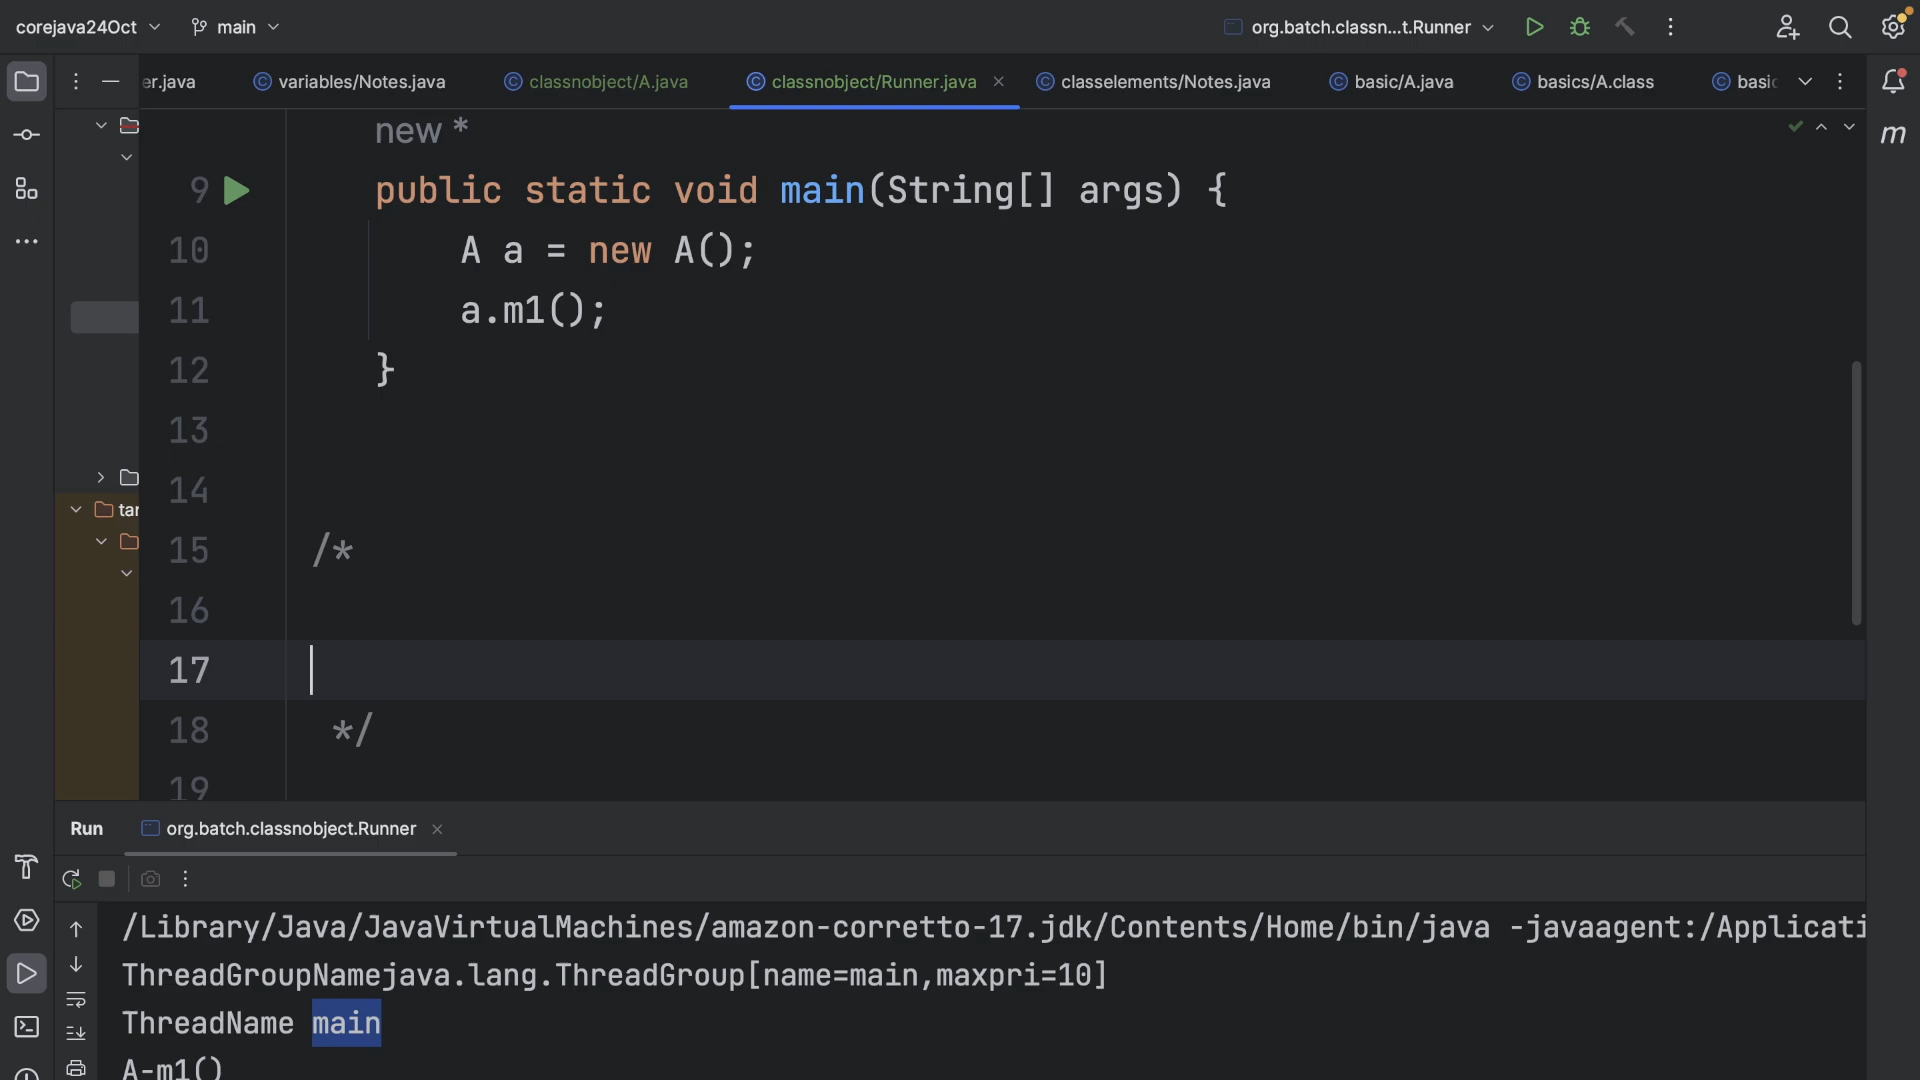 corejava24Oct
main
org.batch.classn...t.Runner
er.java
variables/Notes.java
classnobject/A.java
classnobject/Runner.java
classelements/Notes.java
basic/A.java
basics/A.class
basic
new *
9 public static void main(String[] args) {
10 A a = new A();
11 a.m1();
12 }
13
14
15 /*
16
17
18 */
19
tar
Run
org.batch.classnobject.Runner
/Library/Java/JavaVirtualMachines/amazon-corretto-17.jdk/Contents/Home/bin/java -javaagent:/Applicati
ThreadGroupNamejava.lang.ThreadGroup[name=main,maxpri=10]
ThreadName main
A-m1()